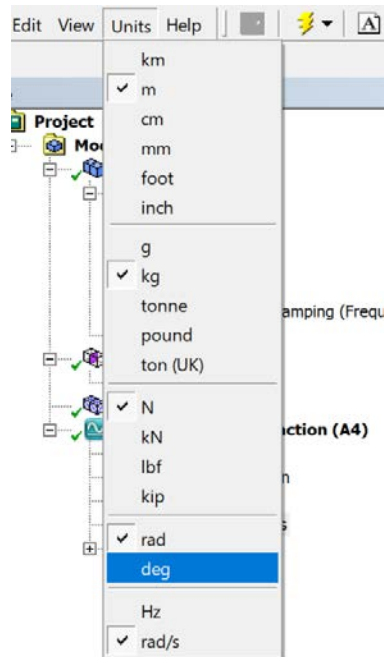 Edit View Units Help A
km
m
cm
mm
foot
inch
g
kg
tonne
pound
ton (UK)
N
kN
lbf
kip
rad
deg
Hz
rad/s
Project
amping (Frequ
ction (A4)